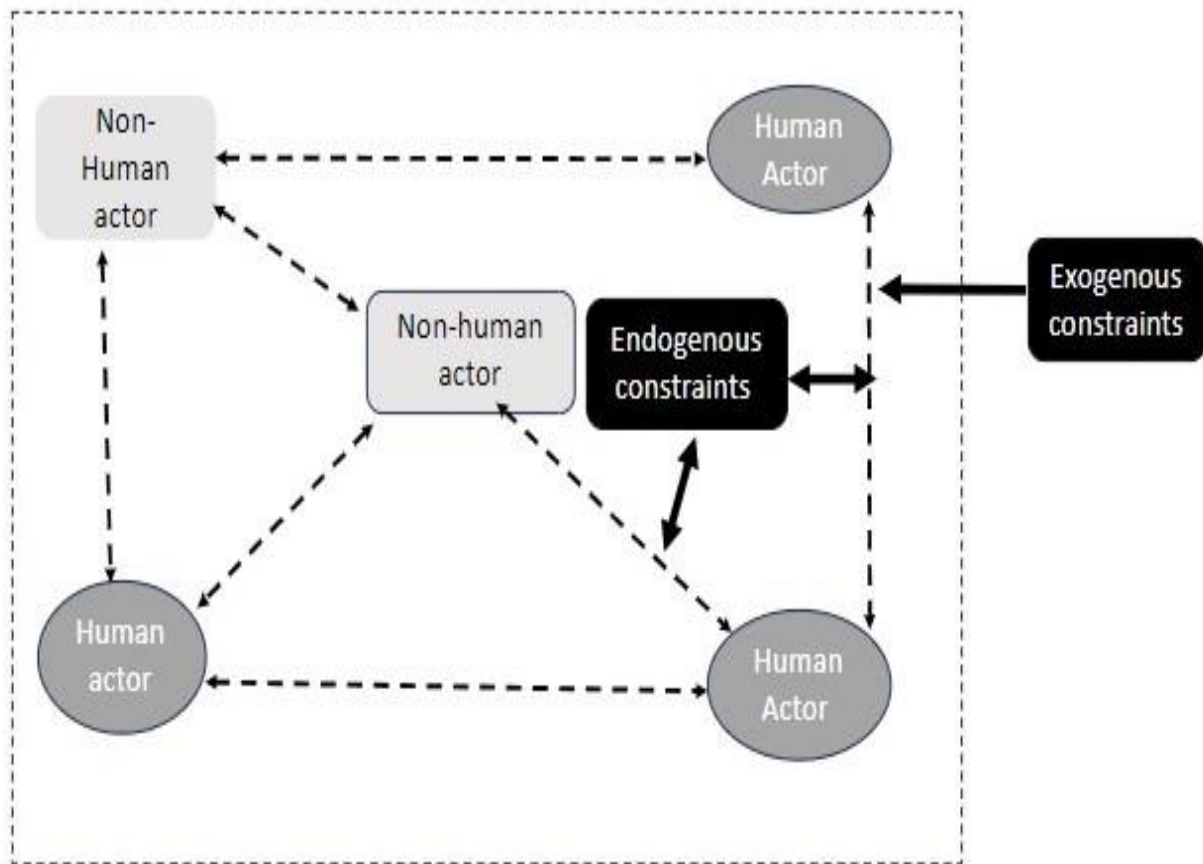 Non-
Human
actor
Human
Actor
Exogenous
constraints
Non-human
actor
Endogenous
constraints
Human
actor
Human
Actor